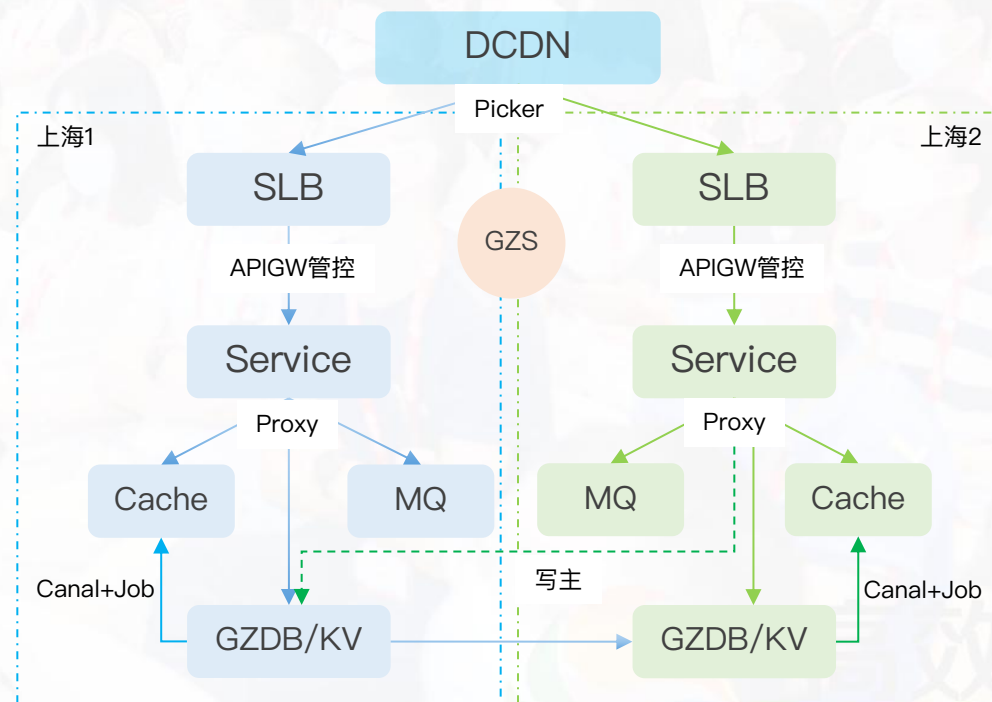 DCDN
Picker
上海1
上海2
SLB
SLB
GZS
APIGW管控
APIGW管控
Service
Service
Proxy
Proxy
Cache
MQ
MQ
Cache
Canal+Job
写主
Canal+Job
GZDB/KV
GZDB/KV
高效